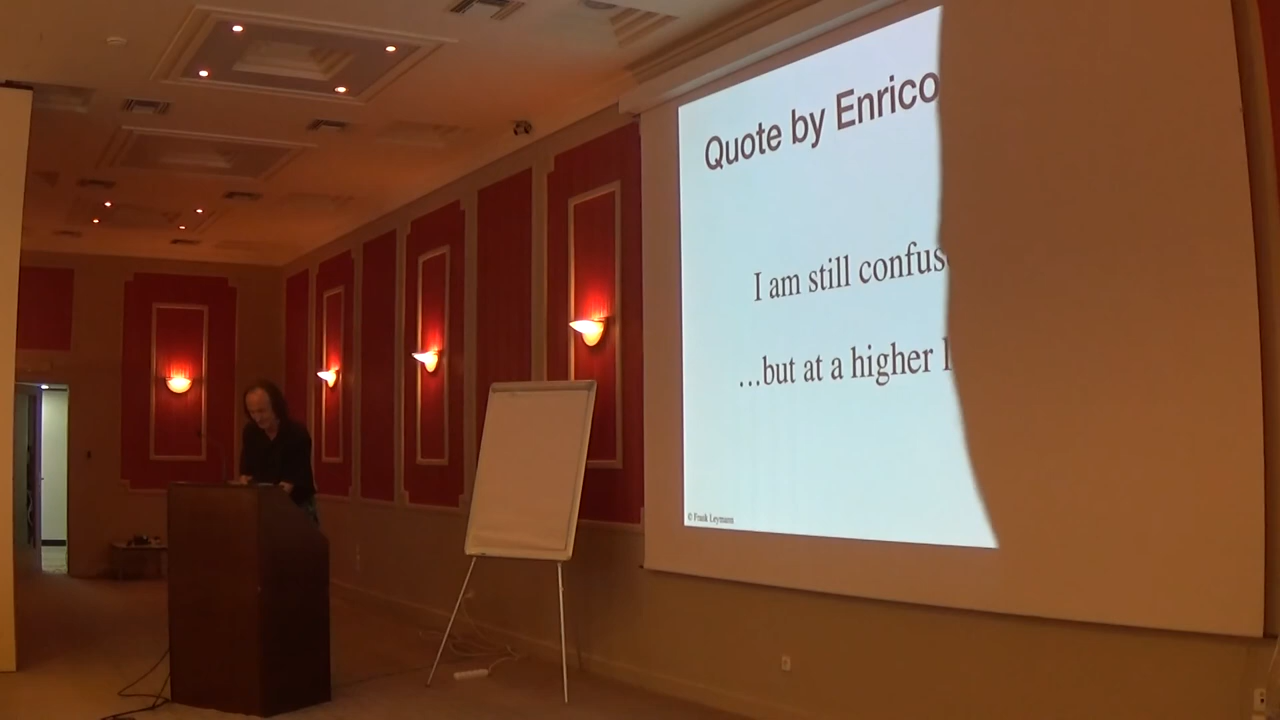 Quote by Enrico
I am still confus
...but at a higher l
© Frank Leymann